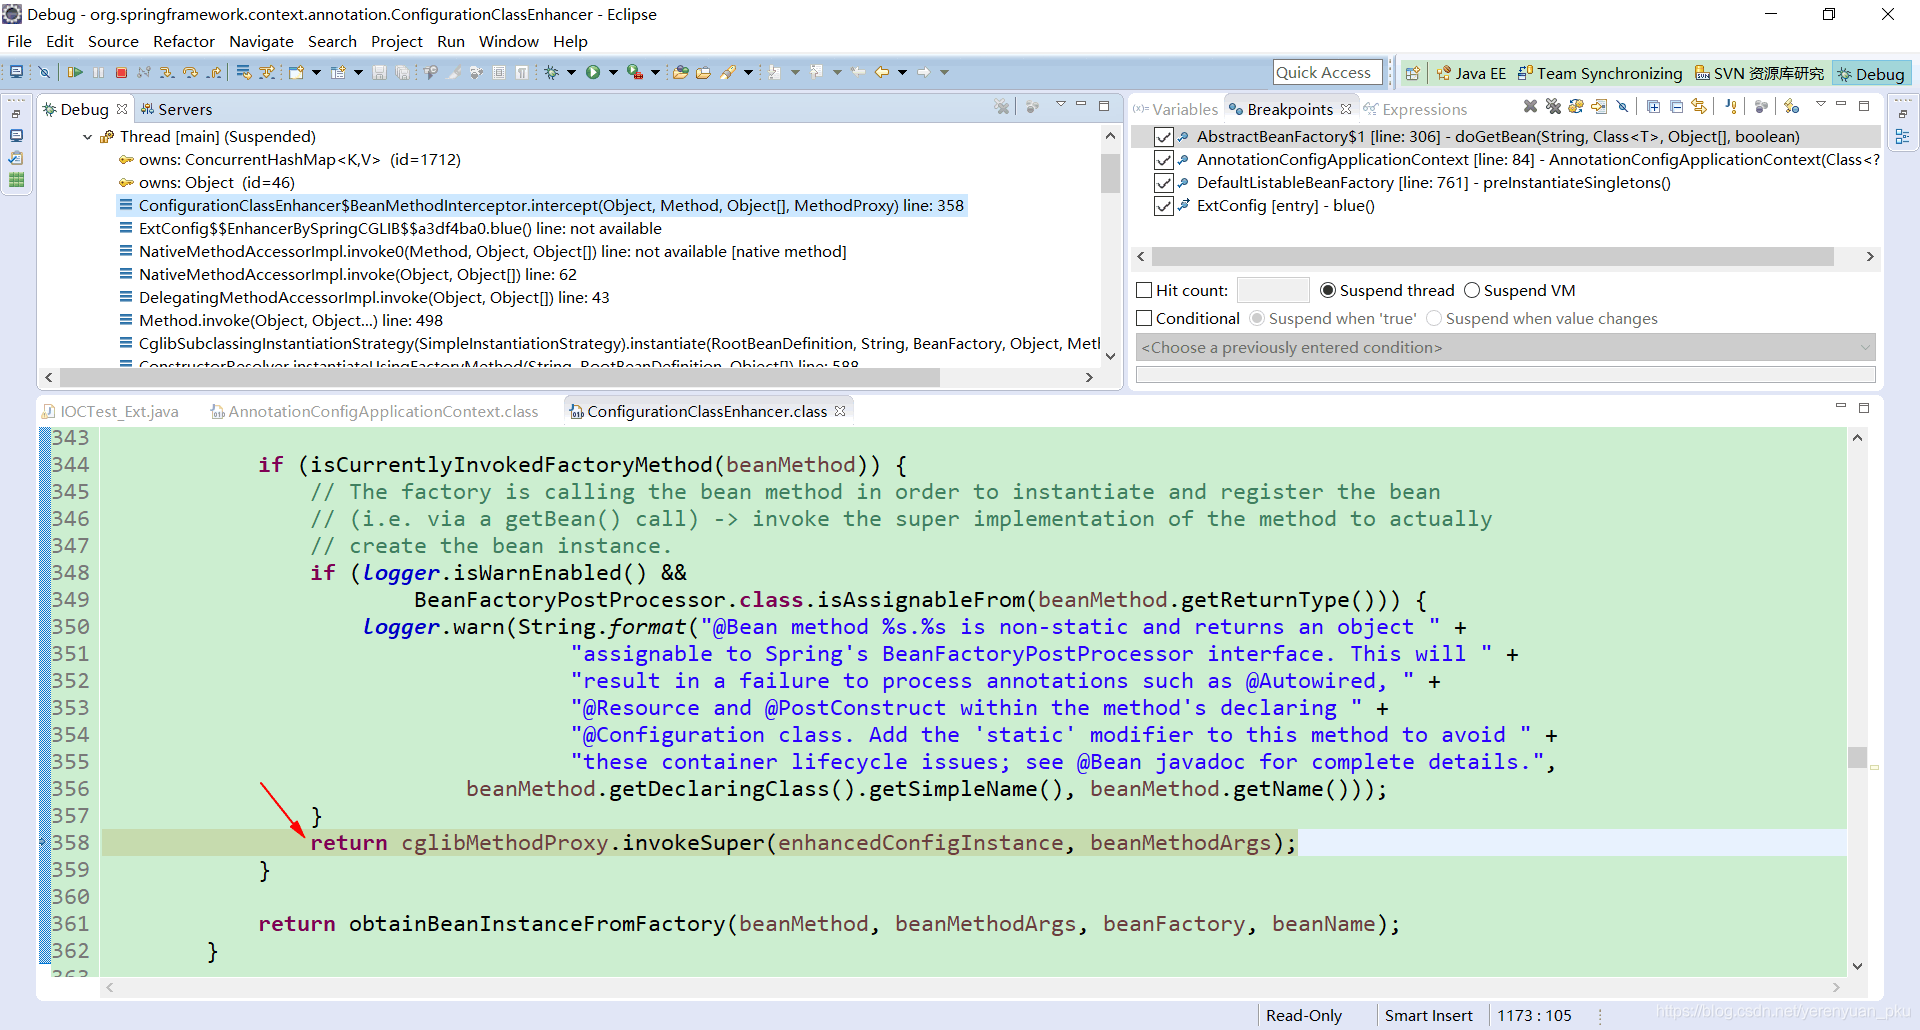 Debug - org.springframework.context.annotation.ConfigurationClassEnhancer - Eclipse
File Edit Source Refactor Navigate Search Project Run Window Help
Quick Access Java EE Team Synchronizing SVN 资源库研究 Debug
Debug Servers
Thread [main] (Suspended)
owns: ConcurrentHashMap<K,V> (id=1712)
owns: Object (id=46)
ConfigurationClassEnhancer$BeanMethodInterceptor.intercept(Object, Method, Object[], MethodProxy) line: 358
ExtConfig$$EnhancerBySpringCGLIB$$a3df4ba0.blue() line: not available
NativeMethodAccessorImpl.invoke0(Method, Object, Object[]) line: not available [native method]
NativeMethodAccessorImpl.invoke(Object, Object[]) line: 62
DelegatingMethodAccessorImpl.invoke(Object, Object[]) line: 43
Method.invoke(Object, Object...) line: 498
CglibSubclassingInstantiationStrategy(SimpleInstantiationStrategy).instantiate(RootBeanDefinition, String, BeanFactory, Object, Metl
ConstructorResolver.instantiateUsingFactoryMethod(String, RootBeanDefinition, Object[]) line: 588
Variables Breakpoints Expressions
AbstractBeanFactory$1 [line: 306] - doGetBean(String, Class<T>, Object[], boolean)
AnnotationConfigApplicationContext [line: 84] - AnnotationConfigApplicationContext(Class<?
DefaultListableBeanFactory [line: 761] - preInstantiateSingletons()
ExtConfig [entry] - blue()
Hit count: Suspend thread Suspend VM
Conditional Suspend when 'true' Suspend when value changes
<Choose a previously entered condition>
IOCTest_Ext.java AnnotationConfigApplicationContext.class ConfigurationClassEnhancer.class
343
344 if (isCurrentlyInvokedFactoryMethod(beanMethod)) {
345 // The factory is calling the bean method in order to instantiate and register the bean
346 // (i.e. via a getBean() call) -> invoke the super implementation of the method to actually
347 // create the bean instance.
348 if (logger.isWarnEnabled() &&
349 BeanFactoryPostProcessor.class.isAssignableFrom(beanMethod.getReturnType())) {
350 logger.warn(String.format("@Bean method %s.%s is non-static and returns an object " +
351 "assignable to Spring's BeanFactoryPostProcessor interface. This will " +
352 "result in a failure to process annotations such as @Autowired, " +
353 "@Resource and @PostConstruct within the method's declaring " +
354 "@Configuration class. Add the 'static' modifier to this method to avoid " +
355 "these container lifecycle issues; see @Bean javadoc for complete details.",
356 beanMethod.getDeclaringClass().getSimpleName(), beanMethod.getName()));
357 }
358 return cglibMethodProxy.invokeSuper(enhancedConfigInstance, beanMethodArgs);
359 }
360
361 return obtainBeanInstanceFromFactory(beanMethod, beanMethodArgs, beanFactory, beanName);
362 }
363
Read-Only Smart Insert 1173 : 105
https://blog.csdn.net/yerenyuan_pku